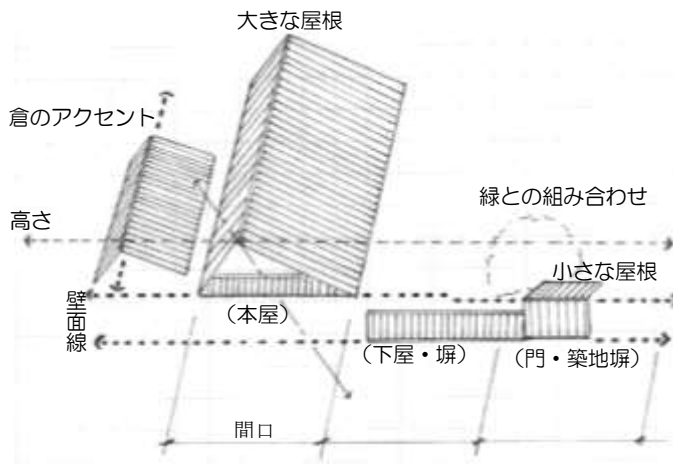 大きな屋根
倉のアクセント
緑との組み合わせ
高さ
小さな屋根
壁面線
（本屋）
（下屋・塀）
（門・築地塀）
間口